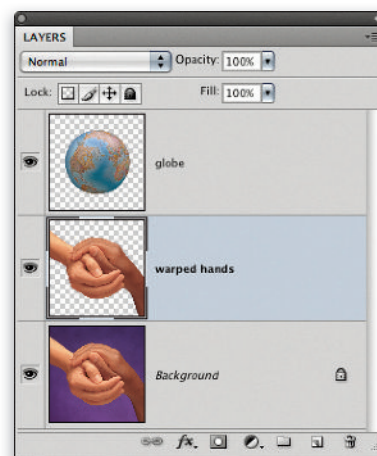 LAYERS
Normal Opacity: 100%
Lock: Fill: 100%
globe
warped hands
Background
fx.